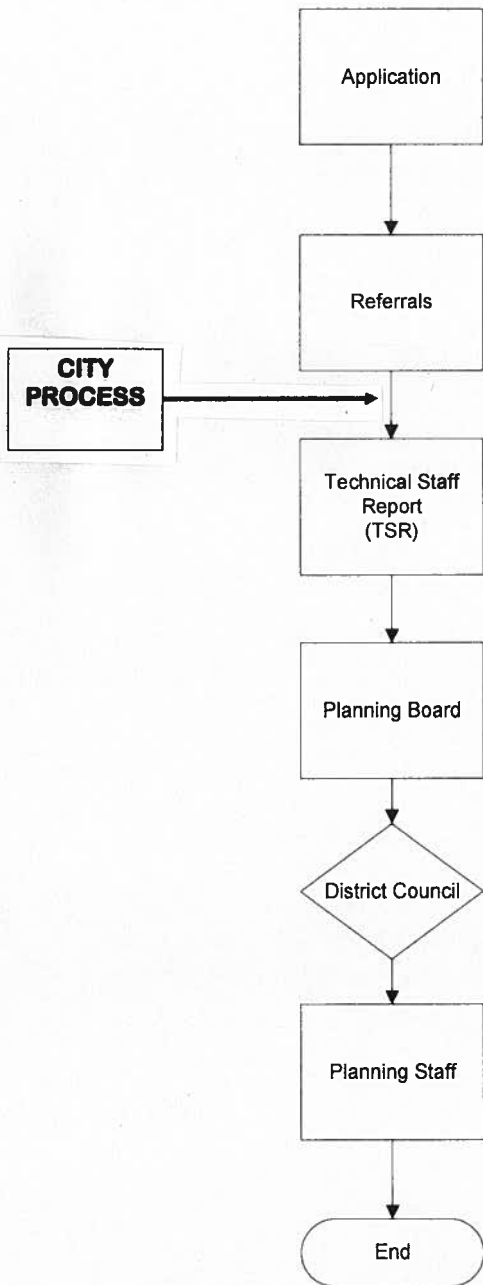 Application
Referrals
CITY
PROCESS
Technical Staff
Report
(TSR)
Planning Board
District Council
Planning Staff
End